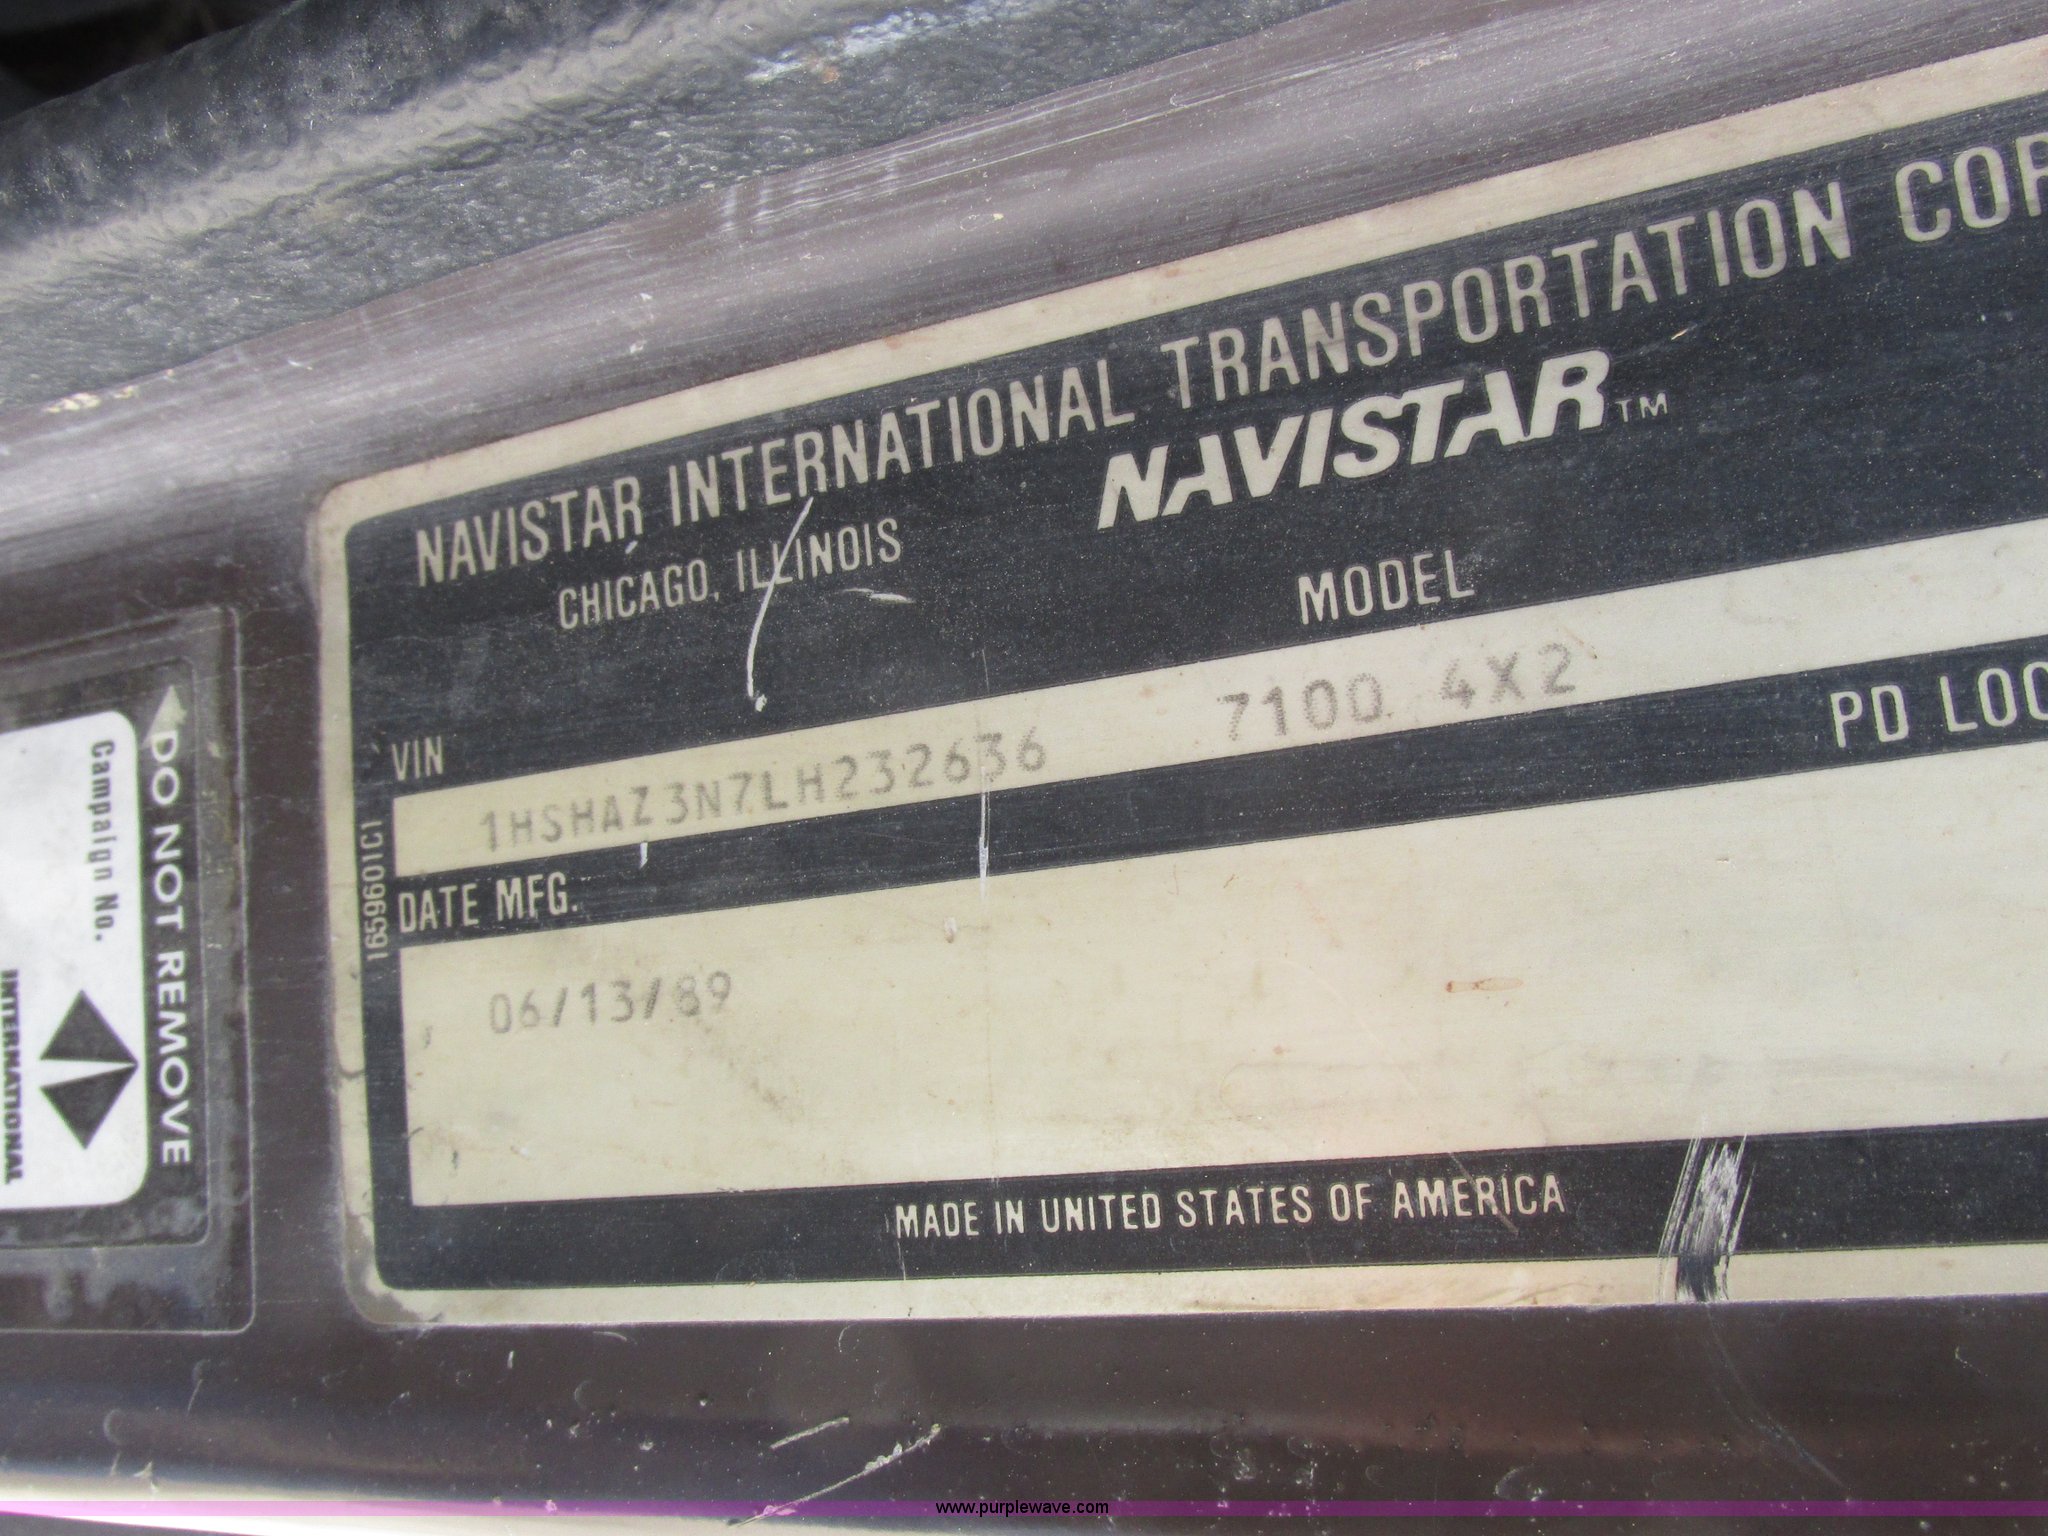 NAVISTAR INTERNATIONAL TRANSPORTATION COR
CHICAGO, ILLINOIS
NAVISTAR™
VIN
MODEL
1HSHAZ3N7LH232636
7100 4X2
PD LOC
DATE MFG.
06/13/89
1659601C1
MADE IN UNITED STATES OF AMERICA
DO NOT REMOVE
Campaign No.
INTERNATIONAL
www.purplewave.com